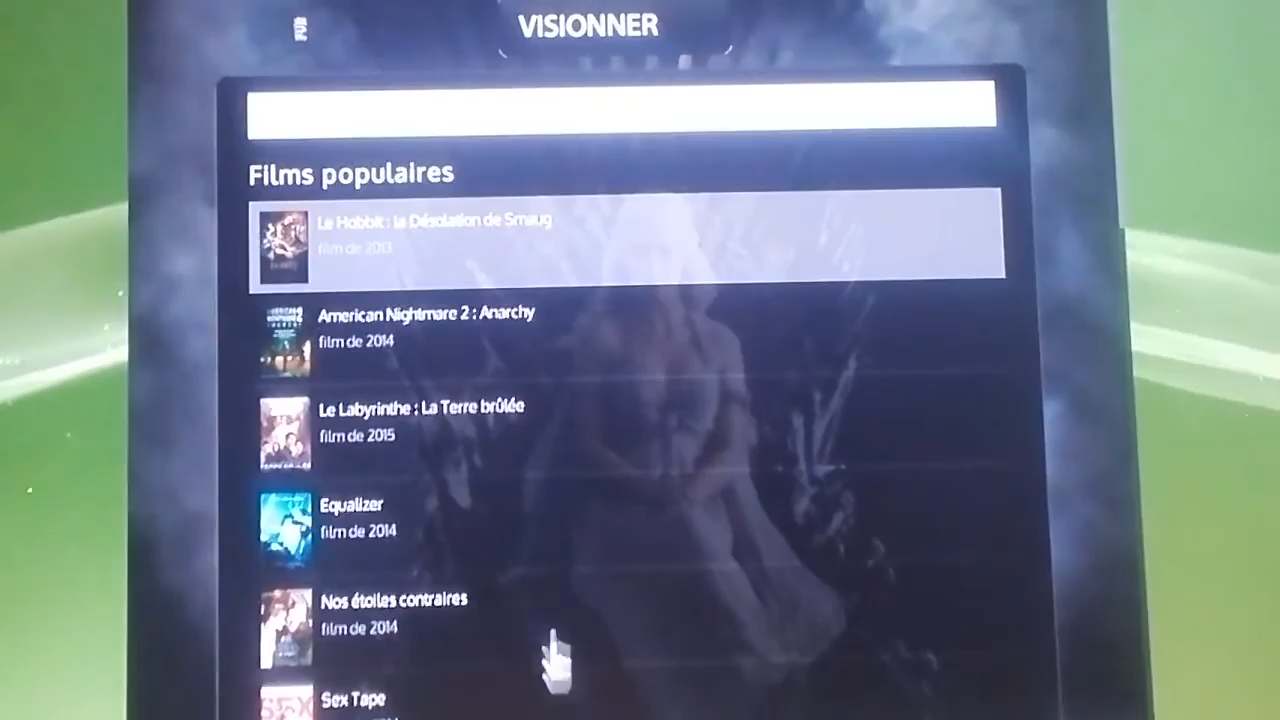 VISIONNER
Films populaires
Le Hobbit : la Désolation de Smaug
film de 2013
American Nightmare 2 : Anarchy
film de 2014
Le Labyrinthe : La Terre brûlée
film de 2015
Equalizer
film de 2014
Nos étoiles contraires
film de 2014
Sex Tape